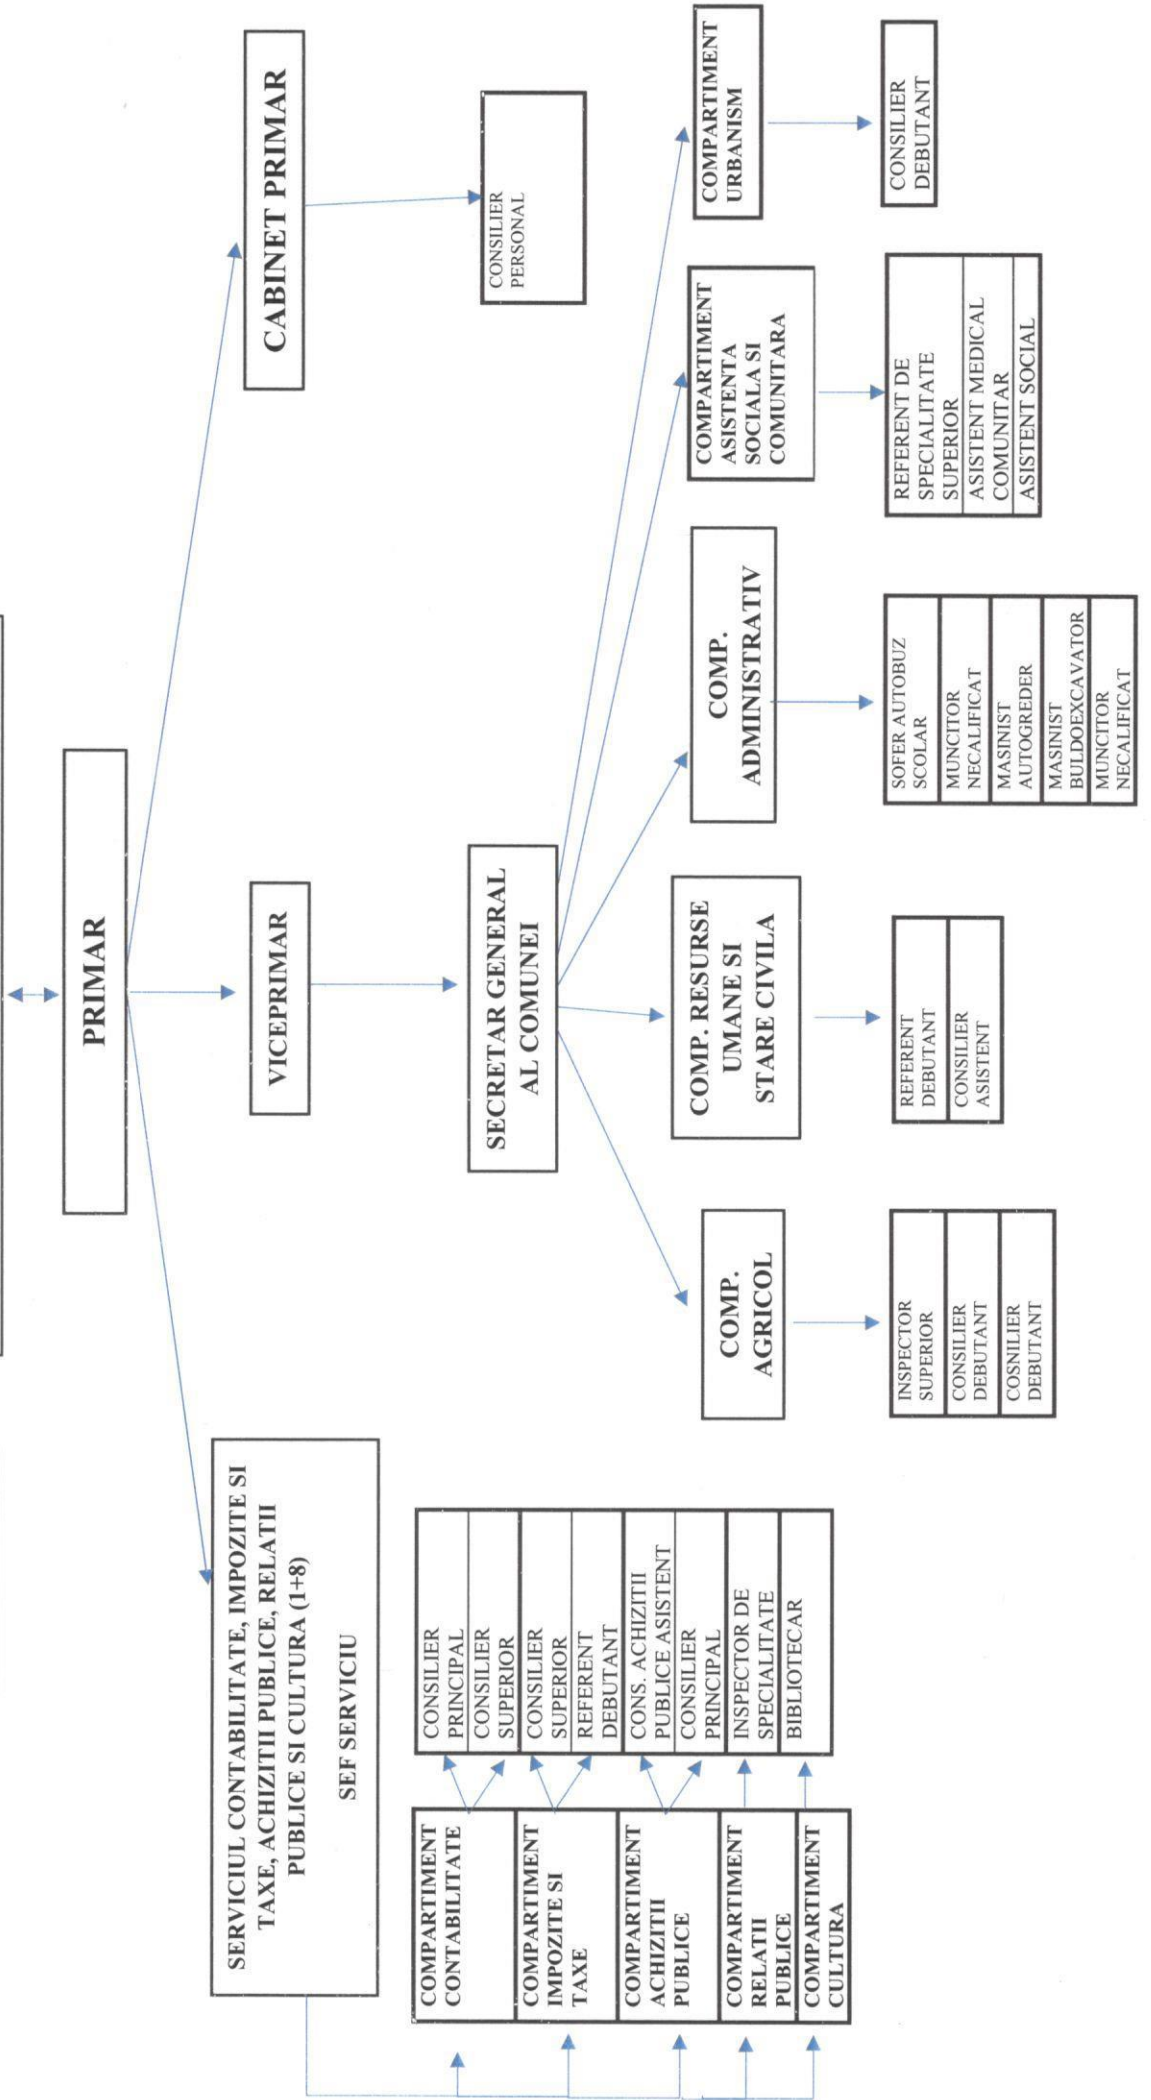 PRIMAR
SERVICIUL CONTABILITATE, IMPOZITE SI
TAXE, ACHIZITII PUBLICE, RELATII
PUBLICE SI CULTURA (1+8)
SEF SERVICIU
VICEPRIMAR
CABINET PRIMAR
CONSILIER
PERSONAL
SECRETAR GENERAL
AL COMUNEI
COMPARTIMENT
CONTABILITATE
COMPARTIMENT
IMPOZITE SI
TAXE
COMPARTIMENT
ACHIZITII
PUBLICE
COMPARTIMENT
RELATII
PUBLICE
COMPARTIMENT
CULTURA
CONSILIER
PRINCIPAL
CONSILIER
SUPERIOR
CONSILIER
SUPERIOR
REFERENT
DEBUTANT
CONS. ACHIZITII
PUBLICE ASISTENT
CONSILIER
PRINCIPAL
INSPECTOR DE
SPECIALITATE
BIBLIOTECAR
COMP.
AGRICOL
COMP. RESURSE
UMANE SI
STARE CIVILA
COMP.
ADMINISTRATIV
COMPARTIMENT
ASISTENTA
SOCIALA SI
COMUNITARA
COMPARTIMENT
URBANISM
INSPECTOR
SUPERIOR
CONSILIER
DEBUTANT
COSNILIER
DEBUTANT
REFERENT
DEBUTANT
CONSILIER
ASISTENT
SOFER AUTOBUZ
SCOLAR
MUNCITOR
NECALIFICAT
MASINIST
AUTOGREDER
MASINIST
BULDOEXCAVATOR
MUNCITOR
NECALIFICAT
REFERENT DE
SPECIALITATE
SUPERIOR
ASISTENT MEDICAL
COMUNITAR
ASISTENT SOCIAL
CONSILIER
DEBUTANT